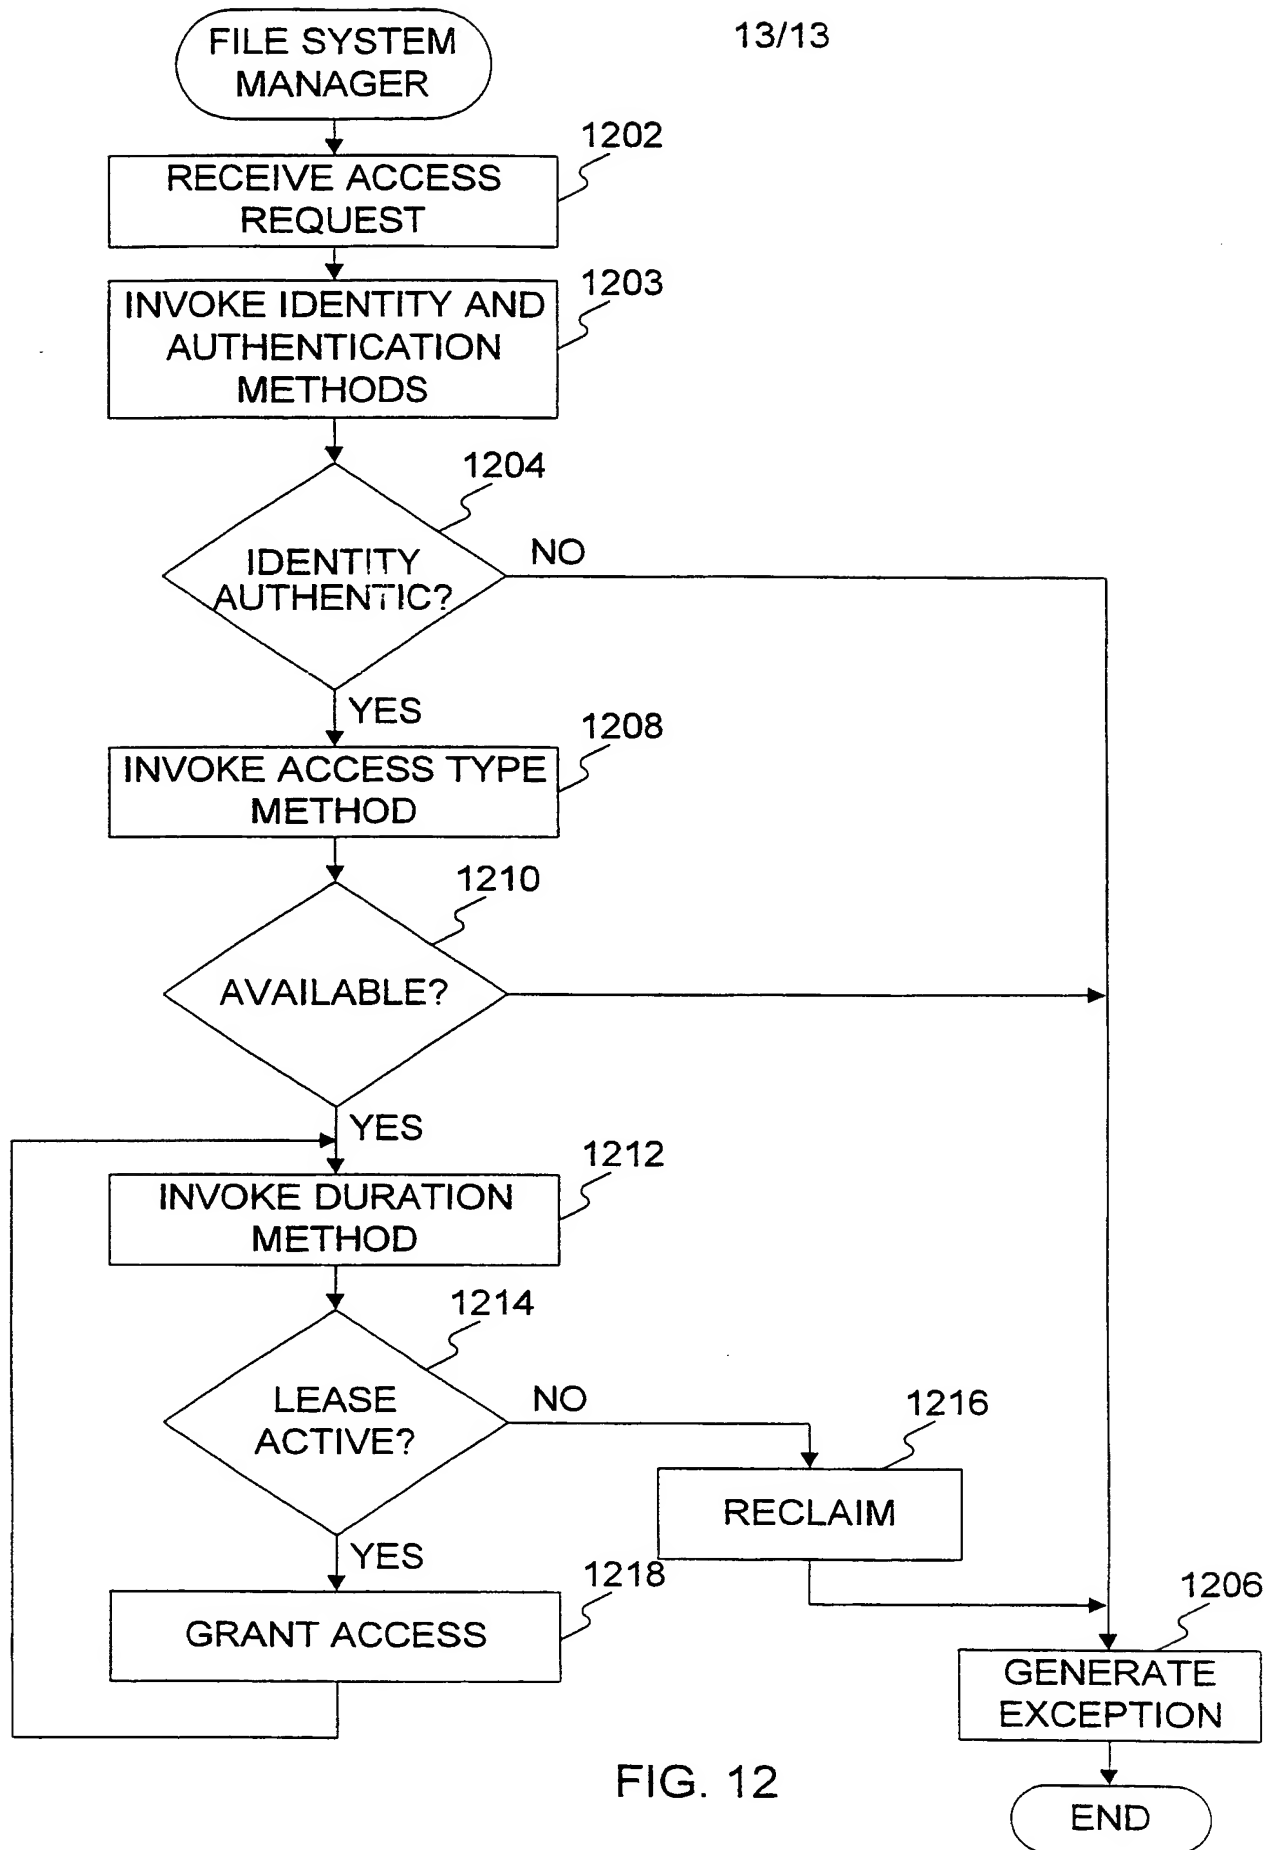 FILE SYSTEM
MANAGER
13/13
1202
RECEIVE ACCESS
REQUEST
1203
INVOKE IDENTITY AND
AUTHENTICATION
METHODS
1204
IDENTITY
AUTHENTIC?
NO
YES
1208
INVOKE ACCESS TYPE
METHOD
1210
AVAILABLE?
YES
1212
INVOKE DURATION
METHOD
1214
LEASE
ACTIVE?
NO
1216
RECLAIM
YES
1218
GRANT ACCESS
1206
GENERATE
EXCEPTION
FIG. 12
END